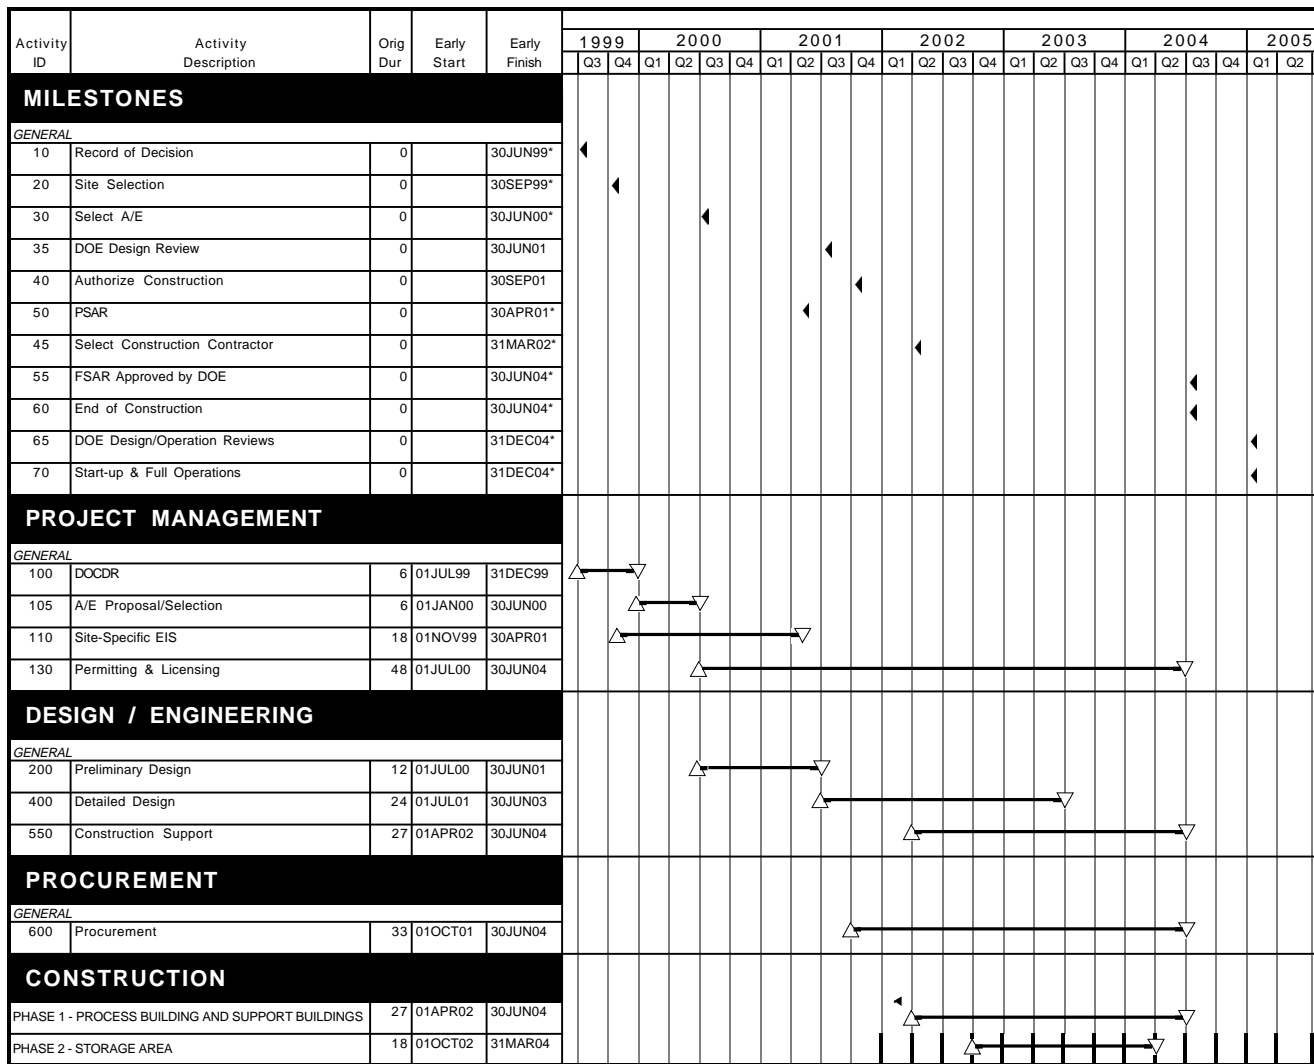 1999 2000 2001 2002 2003 2004 2005
Activity ID Activity Description Orig Dur Early Start Early Finish
Q3 Q4 Q1 Q2 Q3 Q4 Q1 Q2 Q3 Q4 Q1 Q2 Q3 Q4 Q1 Q2 Q3 Q4 Q1 Q2 Q3 Q4 Q1 Q2
MILESTONES
GENERAL
10 Record of Decision 0 30JUN99*
20 Site Selection 0 30SEP99*
30 Select A/E 0 30JUN00*
35 DOE Design Review 0 30JUN01
40 Authorize Construction 0 30SEP01
50 PSAR 0 30APR01*
45 Select Construction Contractor 0 31MAR02*
55 FSAR Approved by DOE 0 30JUN04*
60 End of Construction 0 30JUN04*
65 DOE Design/Operation Reviews 0 31DEC04*
70 Start-up & Full Operations 0 31DEC04*
PROJECT MANAGEMENT
GENERAL
100 DOCDR 6 01JUL99 31DEC99
105 A/E Proposal/Selection 6 01JAN00 30JUN00
110 Site-Specific EIS 18 01NOV99 30APR01
130 Permitting & Licensing 48 01JUL00 30JUN04
DESIGN / ENGINEERING
GENERAL
200 Preliminary Design 12 01JUL00 30JUN01
400 Detailed Design 24 01JUL01 30JUN03
550 Construction Support 27 01APR02 30JUN04
PROCUREMENT
GENERAL
600 Procurement 33 01OCT01 30JUN04
CONSTRUCTION
PHASE 1 - PROCESS BUILDING AND SUPPORT BUILDINGS 27 01APR02 30JUN04
PHASE 2 - STORAGE AREA 18 01OCT02 31MAR04